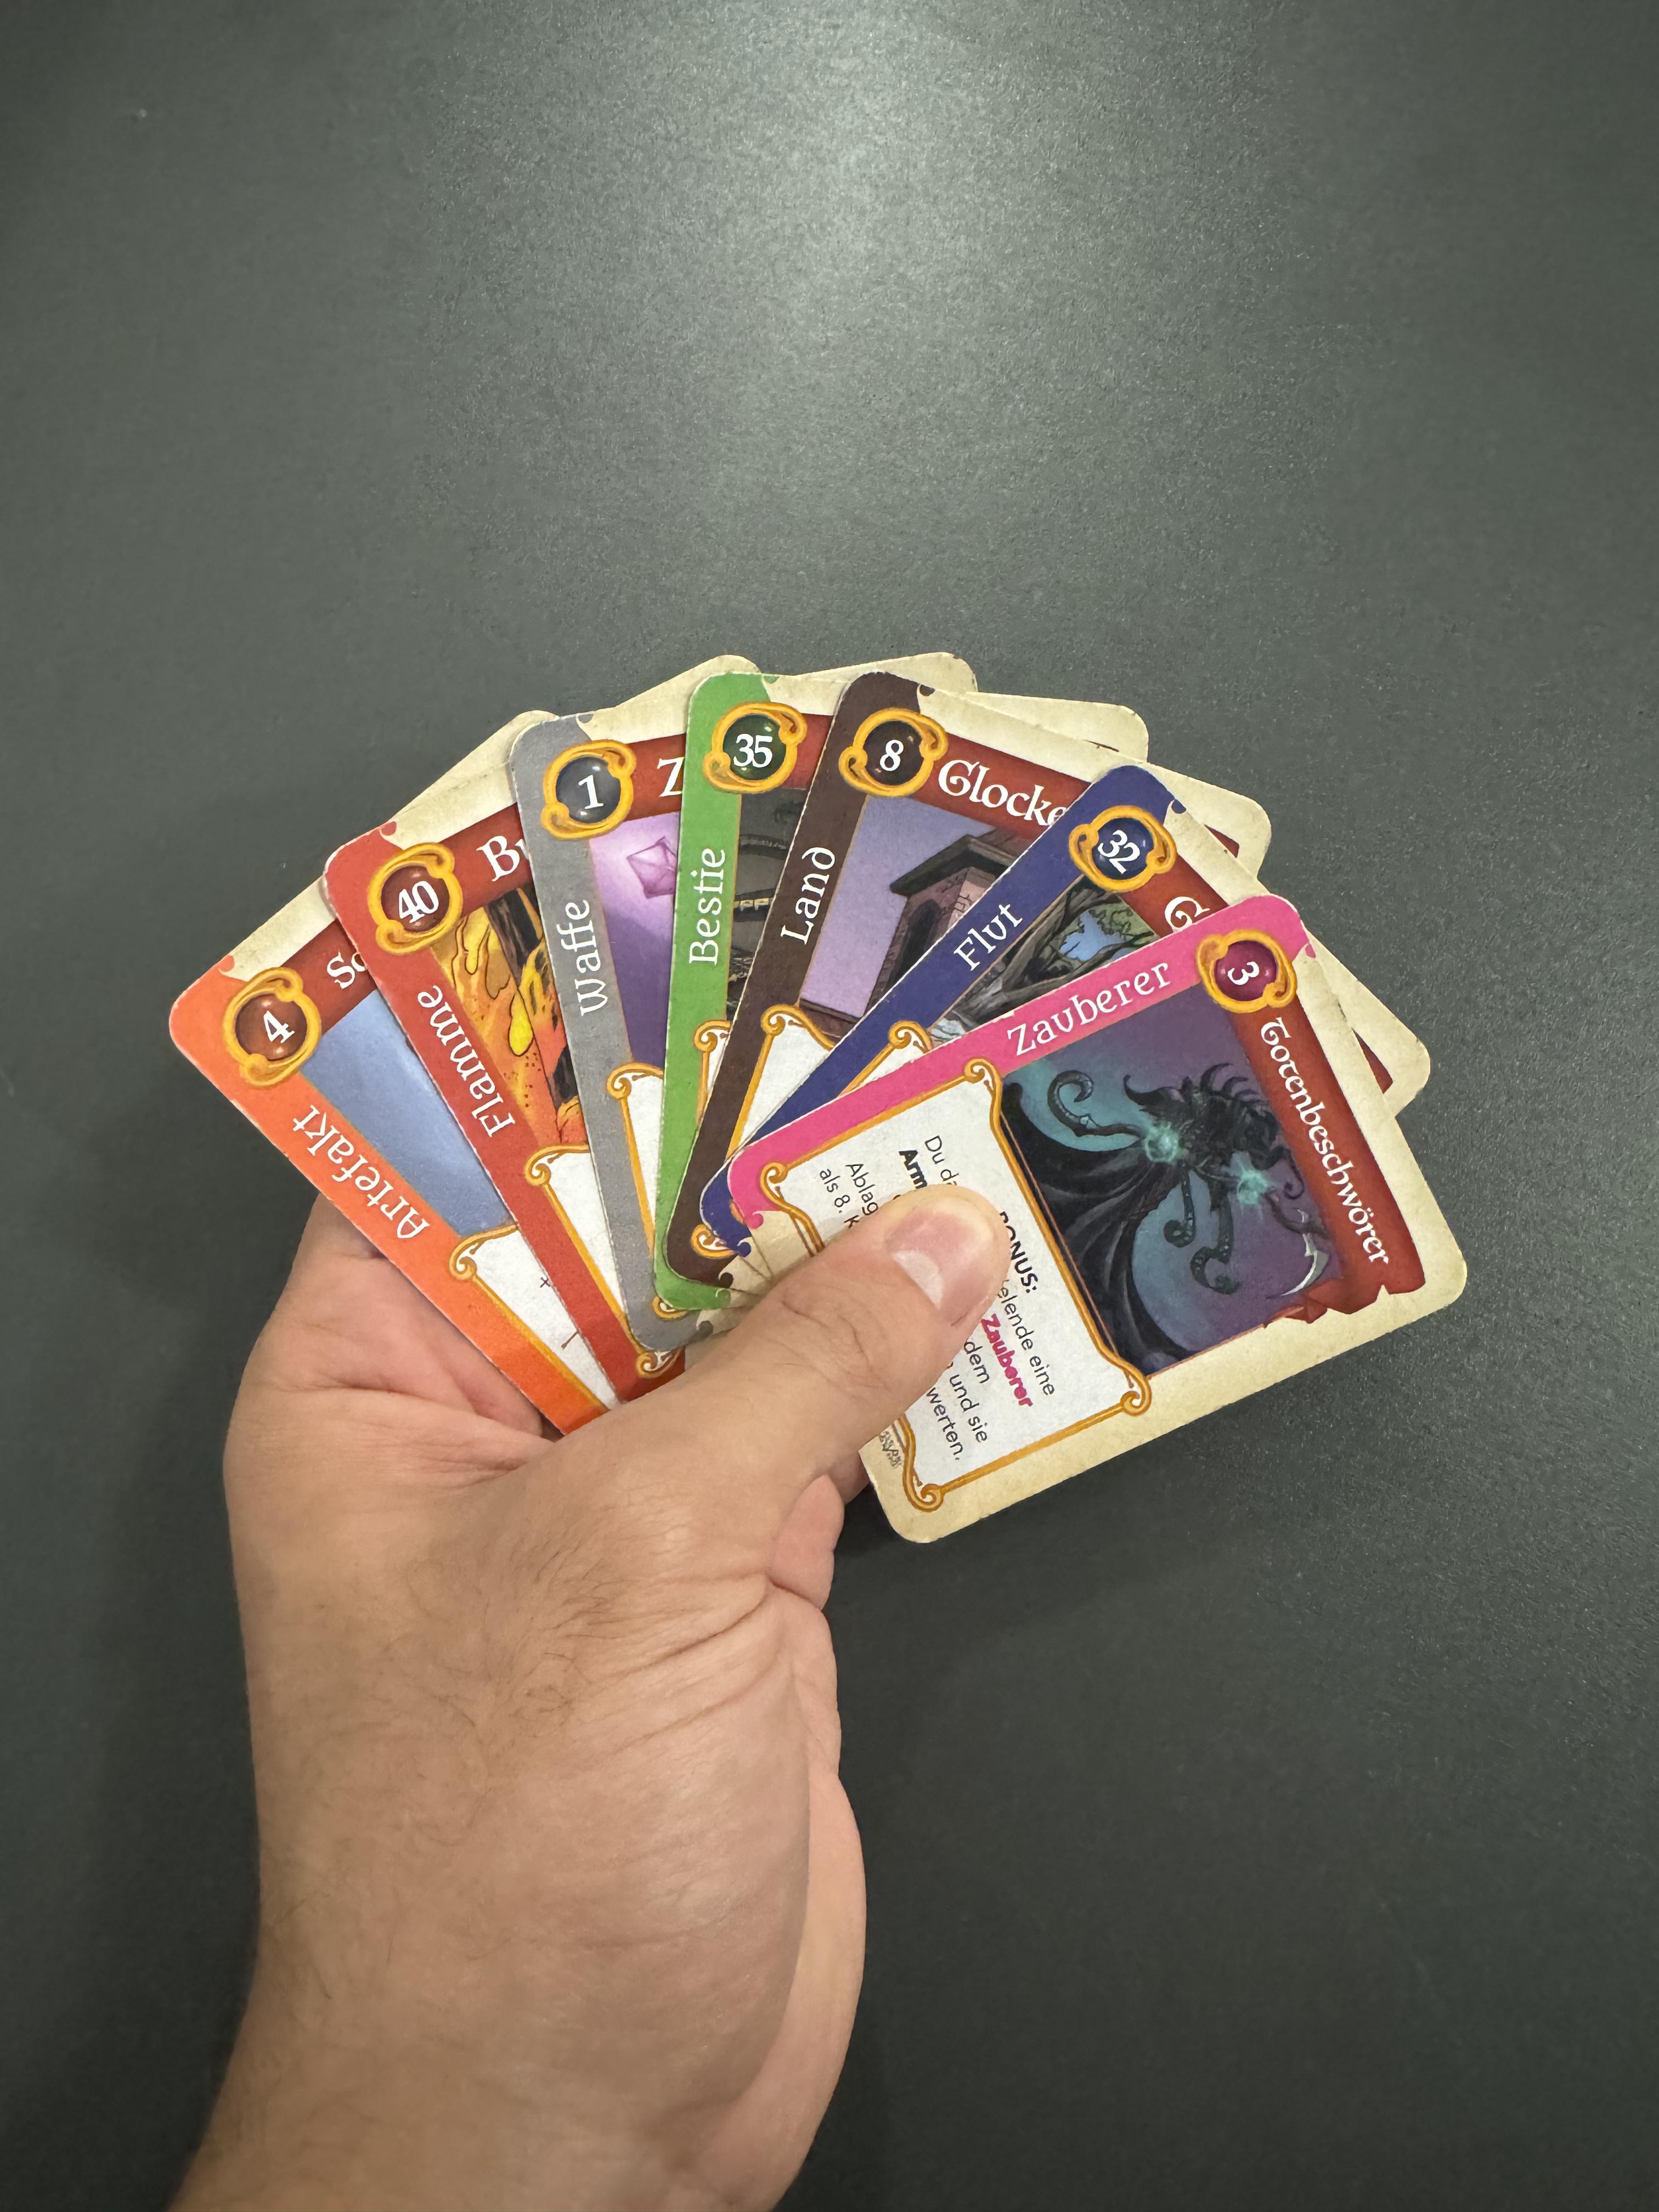 4
Artefakt
40
Flamme
1
Waffe
35
Bestie
8
Glocke
Land
32
Flut
3
Totenbeschwörer
Zauberer
BONUS:
Du
eine
Zauberer
dem
und sie
als 8.
werten.